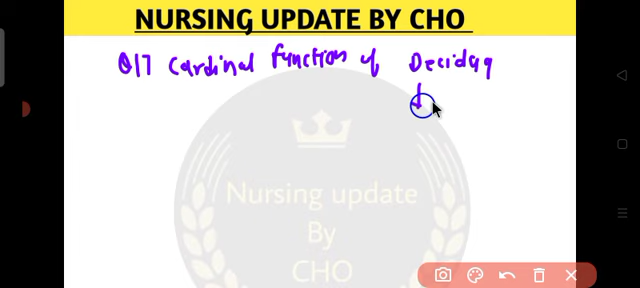 NURSING UPDATE BY CHO
Q17 Cardinal function of Decidua
Nursing update
By
CHO